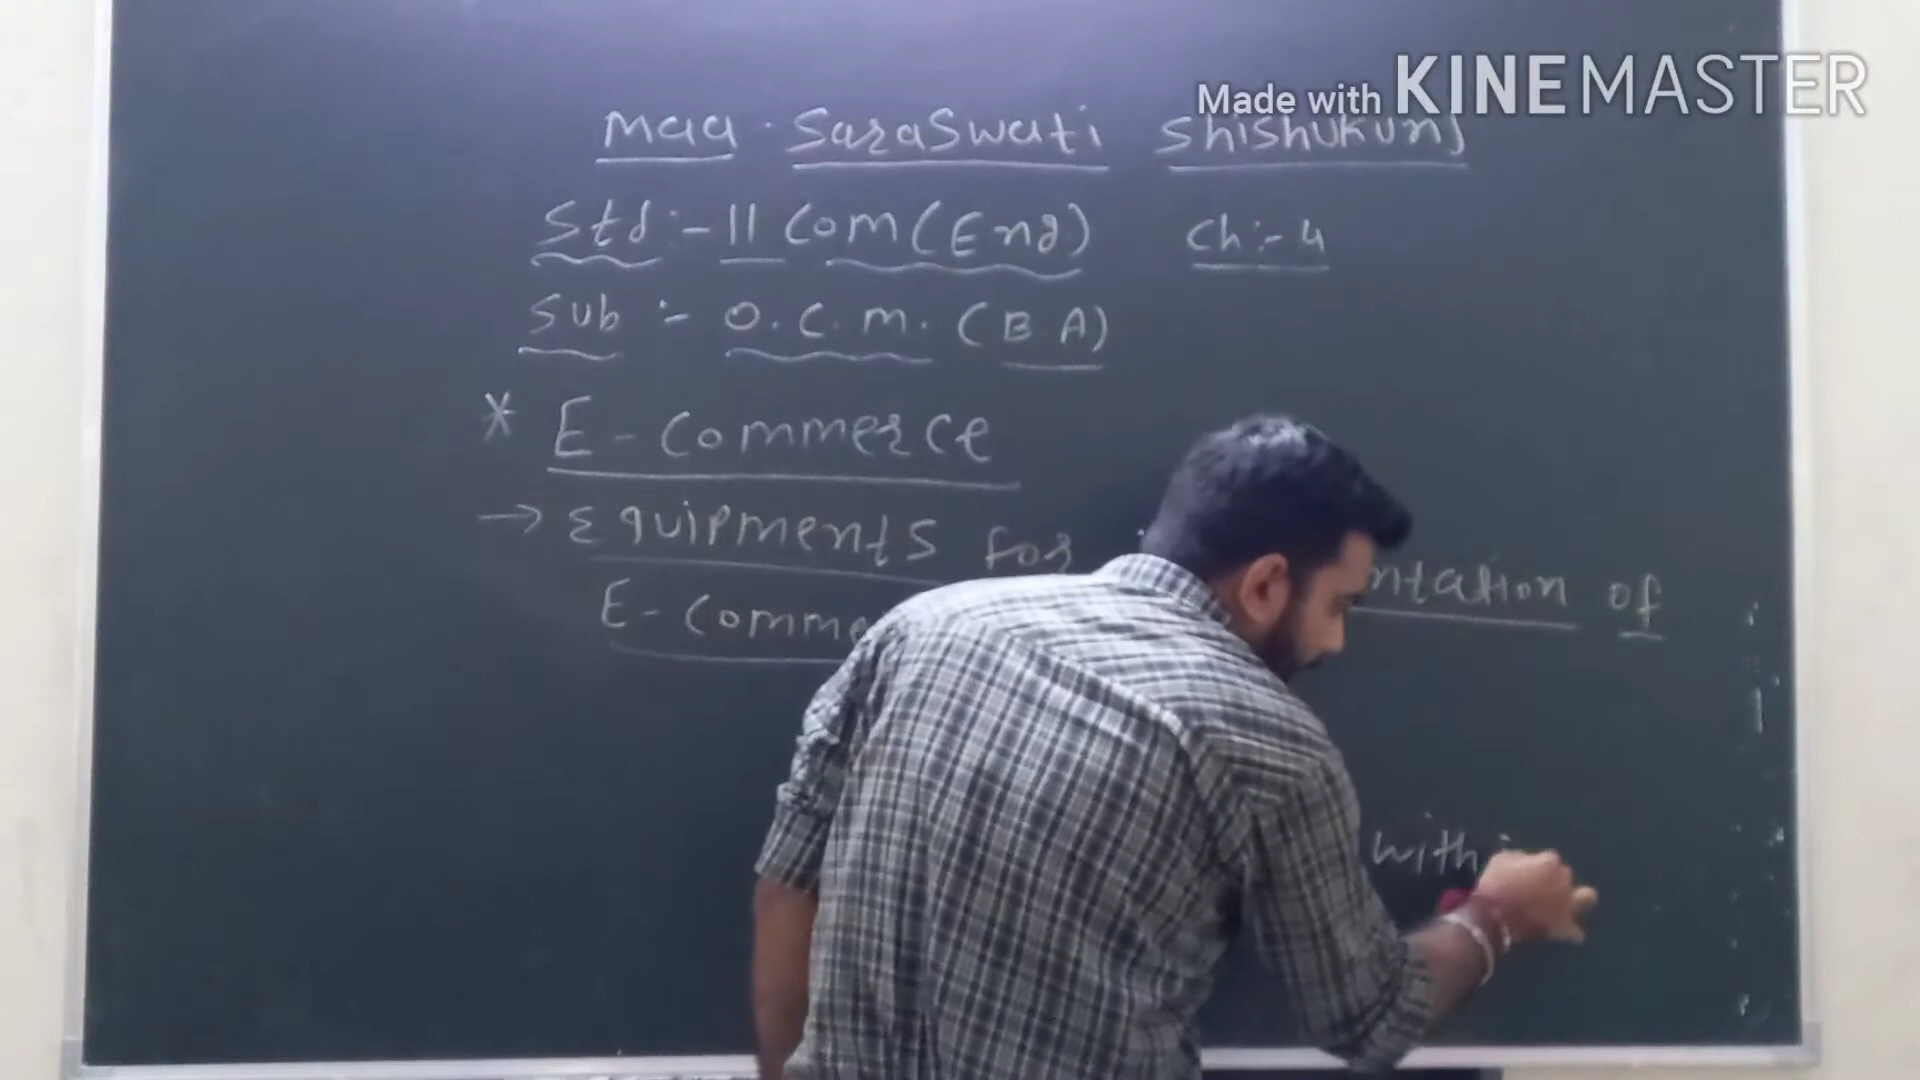 Made with KINEMASTER
Maa Saraswati Shishukunj
Std :- 11 Com (Eng) Ch :- 4
Sub :- O.C.M. (B A)
* E-Commerce
→ Equipments for ntation of
E-Comme
with